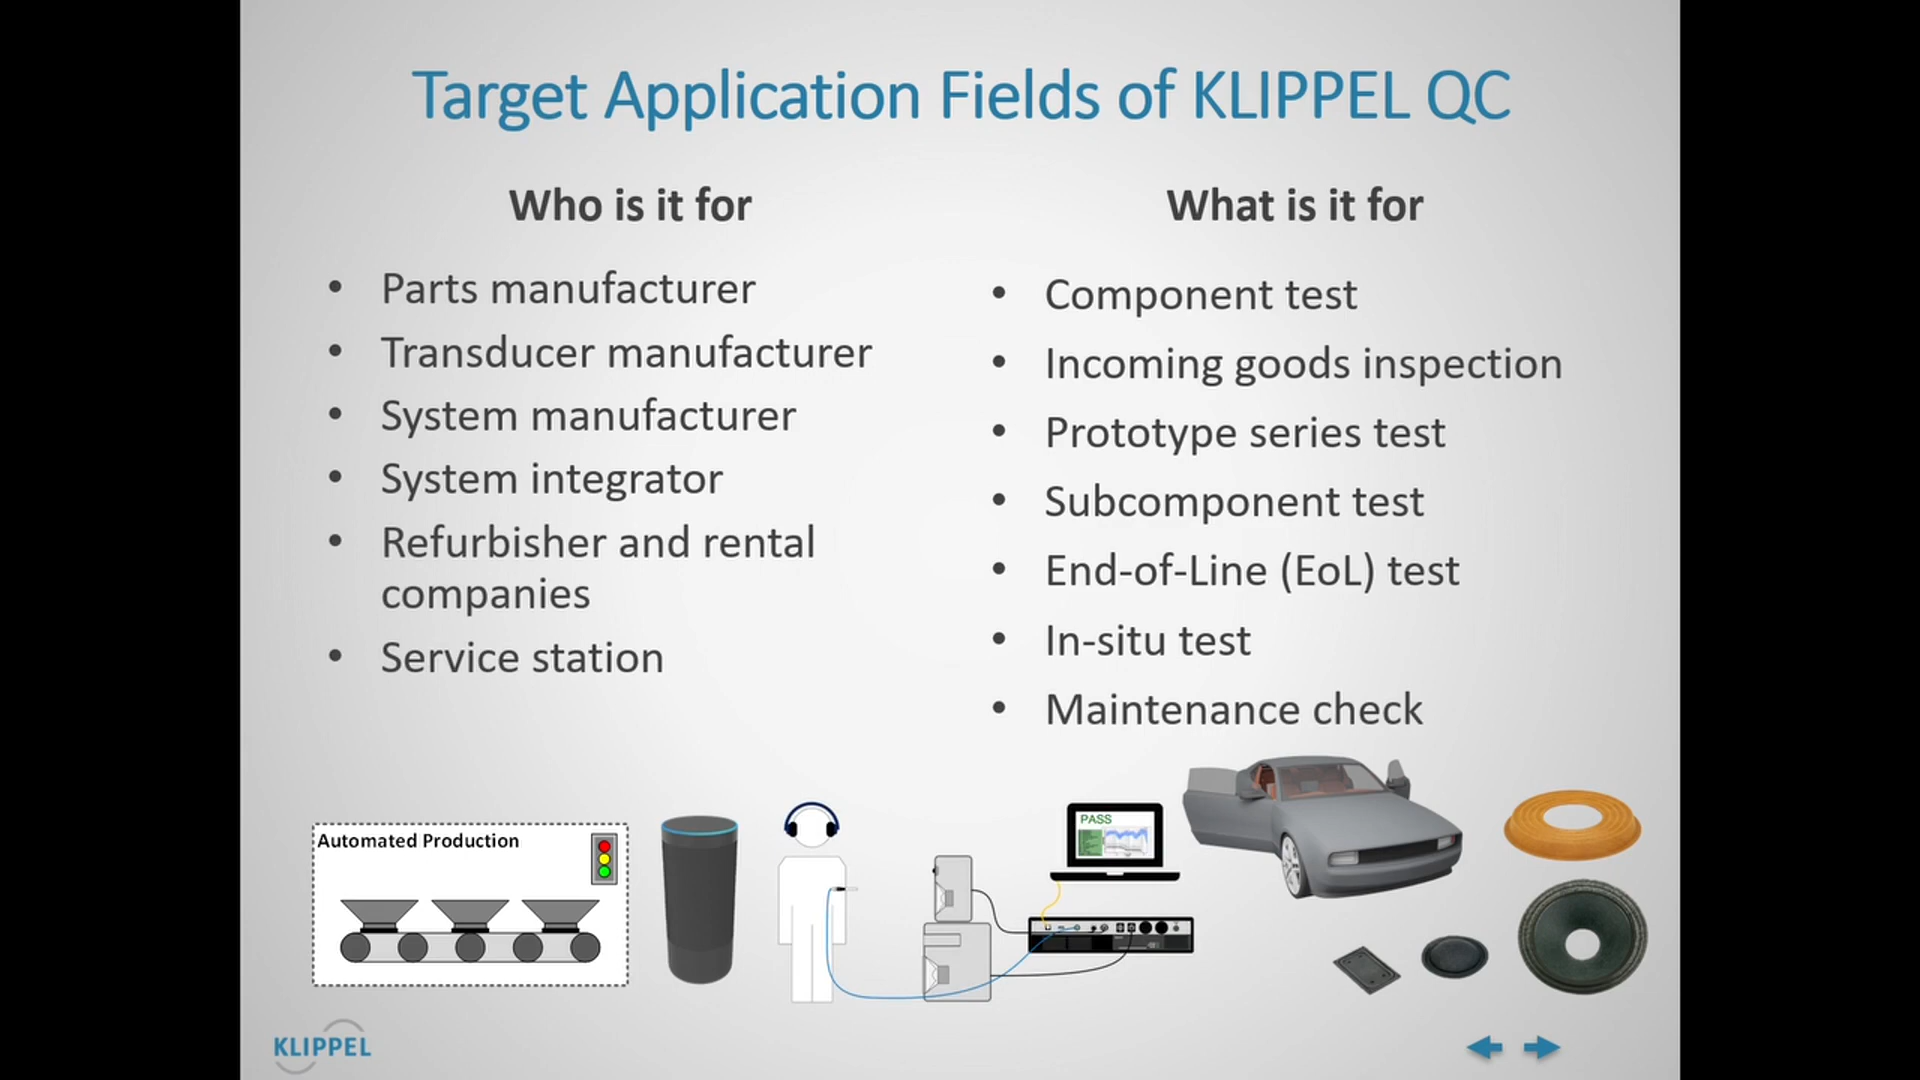 Target Application Fields of KLIPPEL QC
Who is it for
• Parts manufacturer
• Transducer manufacturer
• System manufacturer
• System integrator
• Refurbisher and rental
companies
• Service station
What is it for
• Component test
• Incoming goods inspection
• Prototype series test
• Subcomponent test
• End-of-Line (EoL) test
• In-situ test
• Maintenance check
Automated Production
PASS
KLIPPEL